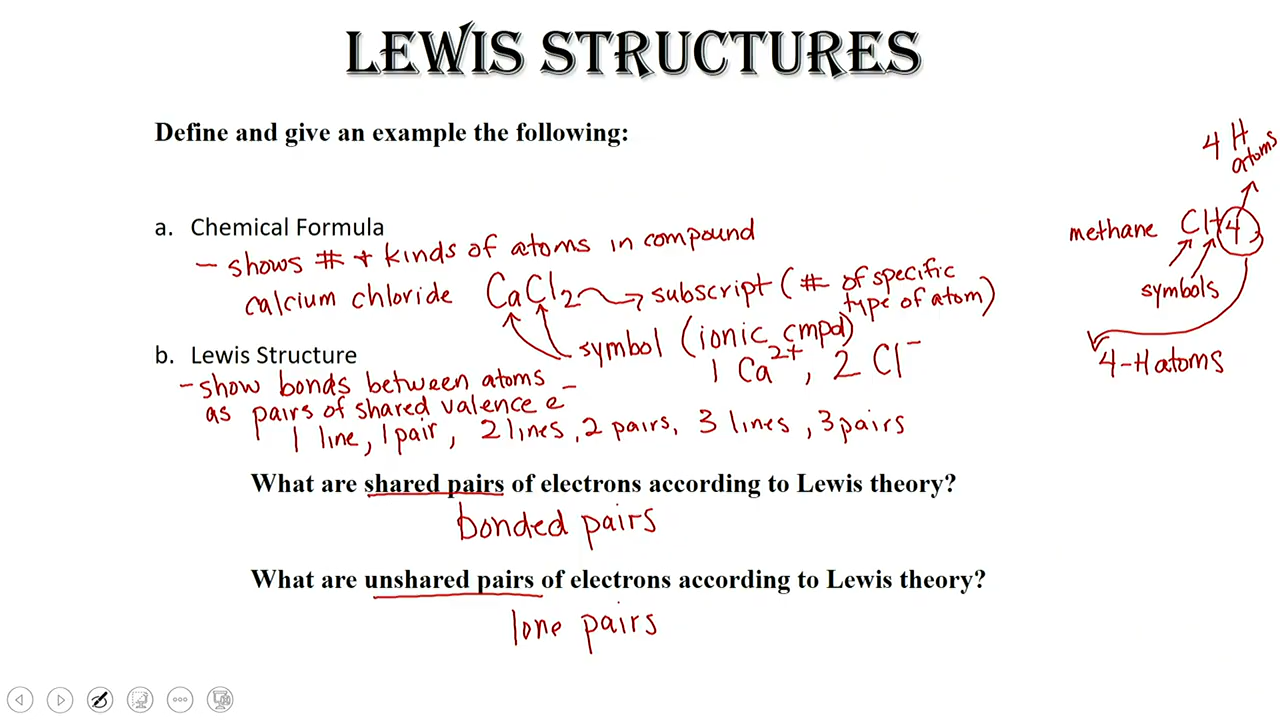 LEWIS STRUCTURES
Define and give an example the following:
4 H
atoms
a. Chemical Formula
methane CH4
- shows # + kinds of atoms in compound
symbols
calcium chloride CaCl2 subscript (# of specific
type of atom)
symbol (ionic cmpd)
4-H atoms
1 Ca2+, 2 Cl-
b. Lewis Structure
- show bonds between atoms
as pairs of shared valence e-
1 line, 1 pair, 2 lines, 2 pairs, 3 lines, 3 pairs
What are shared pairs of electrons according to Lewis theory?
bonded pairs
What are unshared pairs of electrons according to Lewis theory?
lone pairs